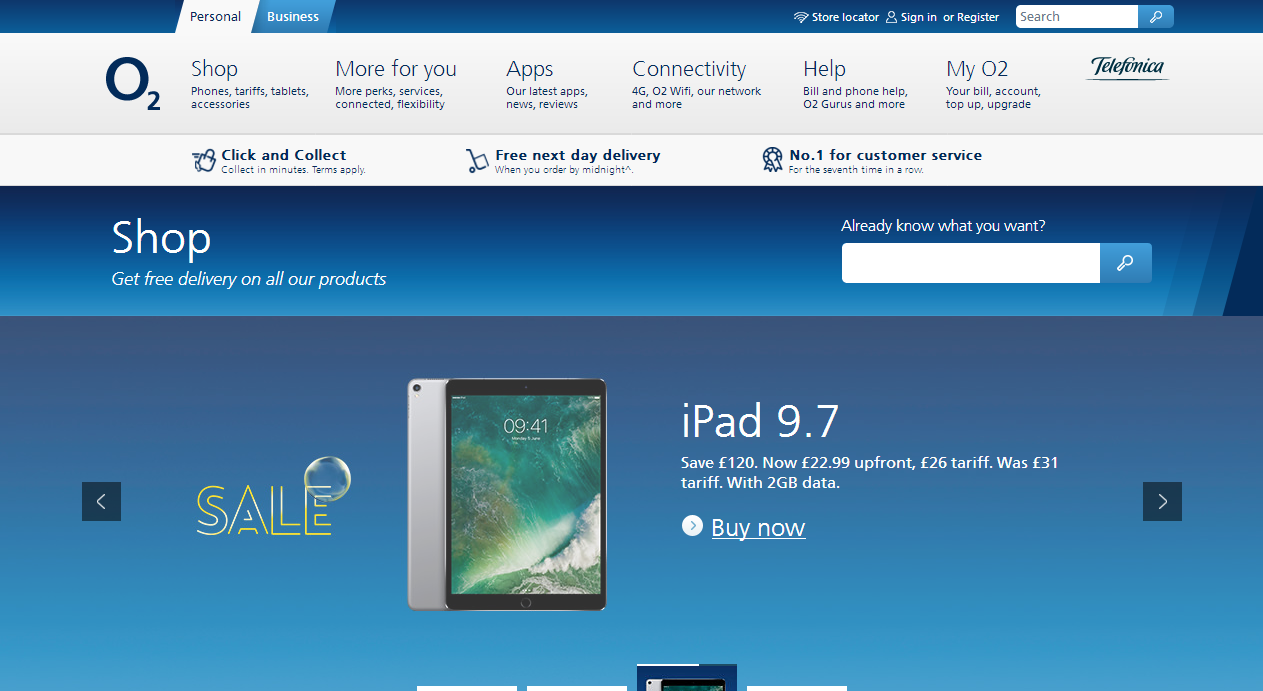 Personal
Business
Store locator
Sign in or Register
Search
O2
Shop
Phones, tariffs, tablets,
accessories
More for you
More perks, services,
connected, flexibility
Apps
Our latest apps,
news, reviews
Connectivity
4G, O2 Wifi, our network
and more
Help
Bill and phone help,
O2 Gurus and more
My O2
Your bill, account,
top up, upgrade
Telefónica
Click and Collect
Collect in minutes. Terms apply.
Free next day delivery
When you order by midnight^.
No.1 for customer service
For the seventh time in a row.
Shop
Get free delivery on all our products
Already know what you want?
SALE
09:41
Monday 5 June
iPad 9.7
Save £120. Now £22.99 upfront, £26 tariff. Was £31
tariff. With 2GB data.
Buy now